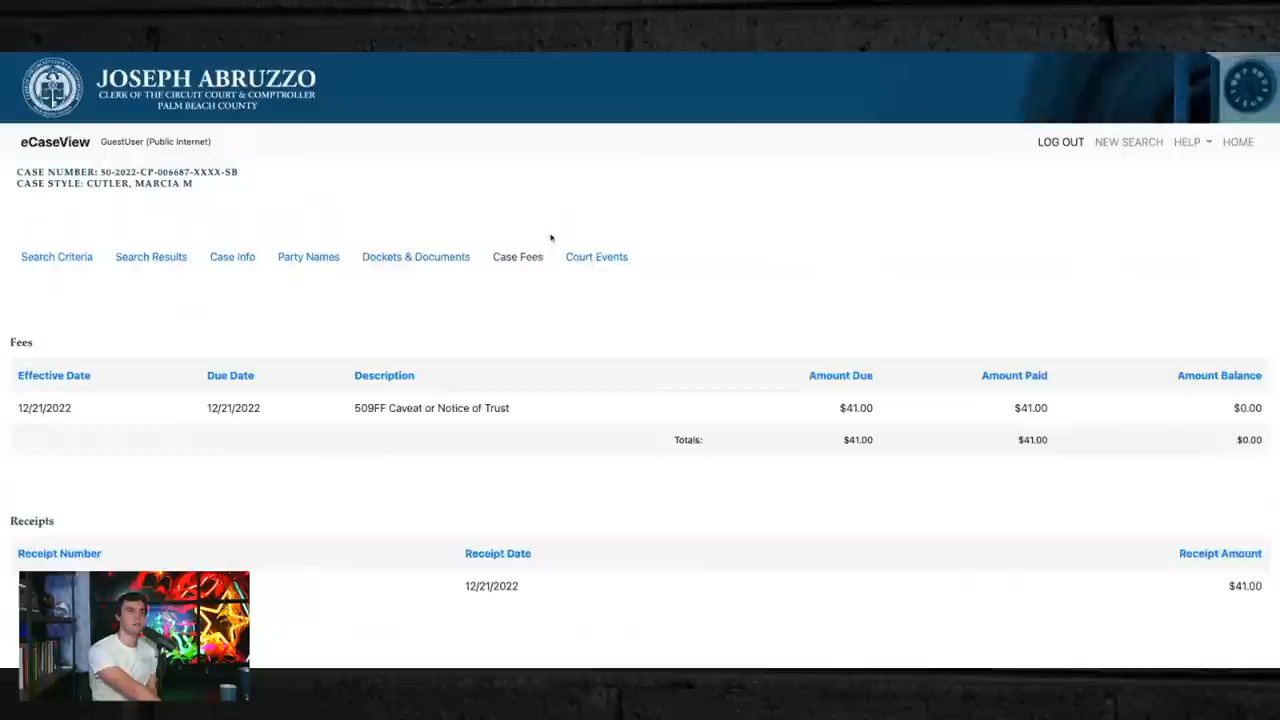 JOSEPH ABRUZZO
CLERK OF THE CIRCUIT COURT & COMPTROLLER
PALM BEACH COUNTY
eCaseView GuestUser (Public Internet) LOG OUT NEW SEARCH HELP HOME
CASE NUMBER: 50-2022-CP-006687-XXXX-SB
CASE STYLE: CUTLER, MARCIA M
Search Criteria Search Results Case Info Party Names Dockets & Documents Case Fees Court Events
Fees
Effective Date Due Date Description Amount Due Amount Paid Amount Balance
12/21/2022 12/21/2022 509FF Caveat or Notice of Trust $41.00 $41.00 $0.00
Totals: $41.00 $41.00 $0.00
Receipts
Receipt Number Receipt Date Receipt Amount
12/21/2022 $41.00